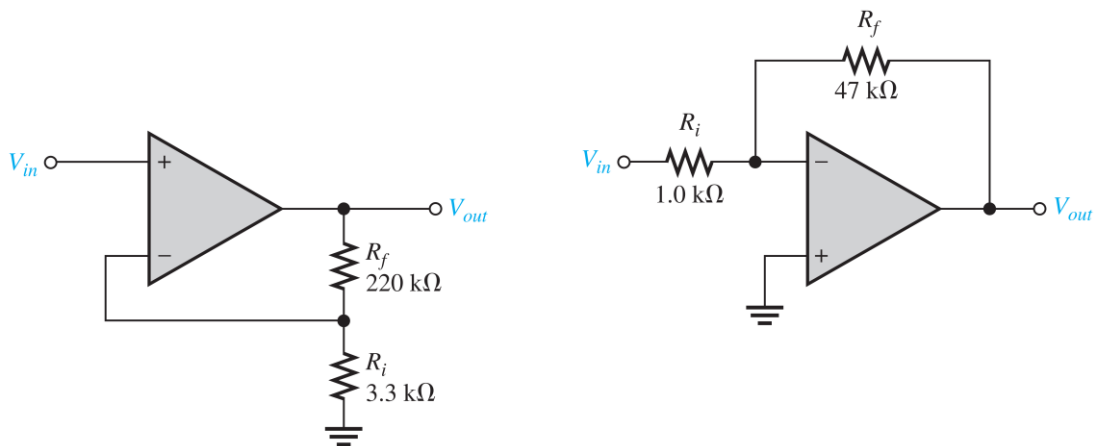 V_in
+
−
V_out
R_f
220 kΩ
R_i
3.3 kΩ
R_f
47 kΩ
R_i
V_in
1.0 kΩ
−
+
V_out